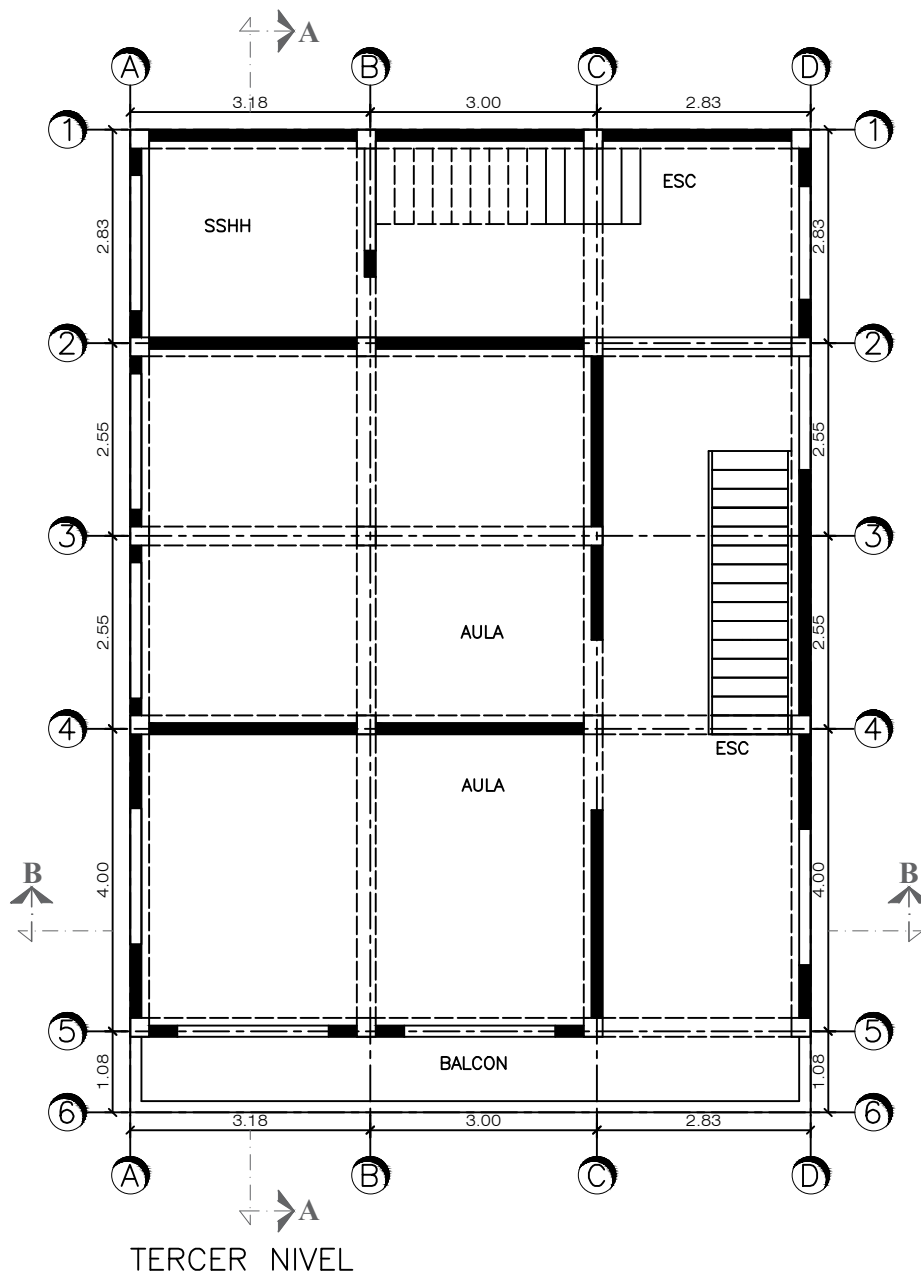 A
A B C D
3.18 3.00 2.83
1 1
ESC
SSHH
2.83 2.83
2 2
2.55 2.55
3 3
AULA
2.55 2.55
4 4
ESC
AULA
B B
4.00 4.00
5 5
BALCON
1.08 1.08
6 6
3.18 3.00 2.83
A B C D
A
TERCER NIVEL